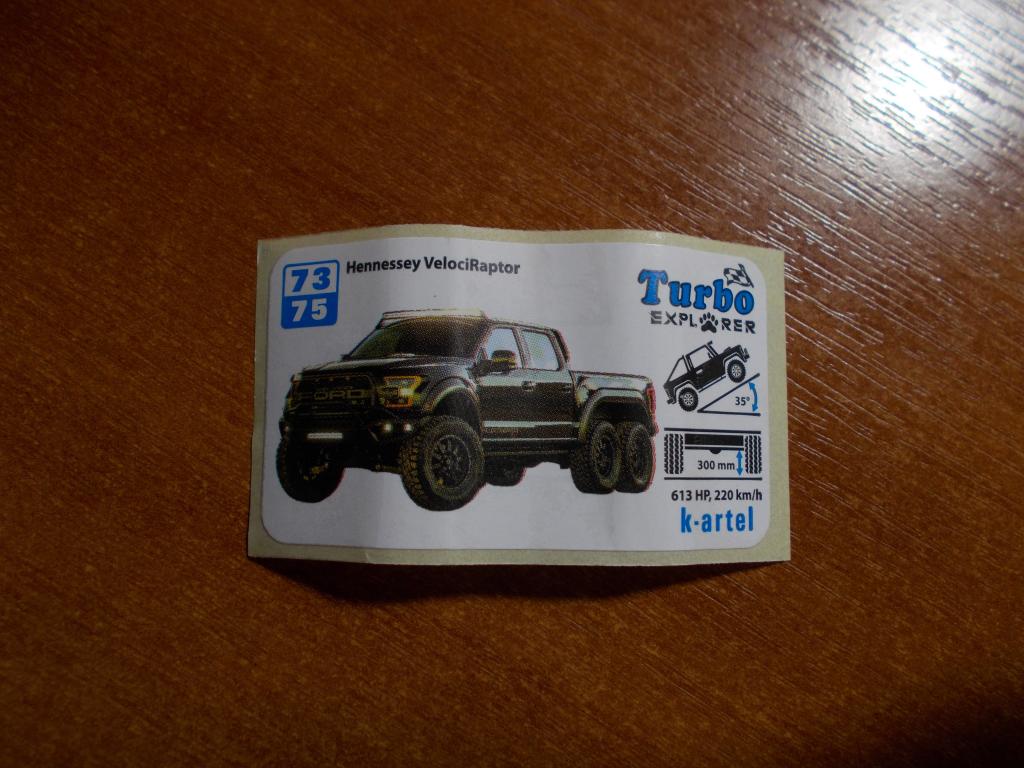 73
75
Hennessey VelociRaptor
Turbo
EXPLORER
FORD
35°
300 mm
613 HP, 220 km/h
k-artel